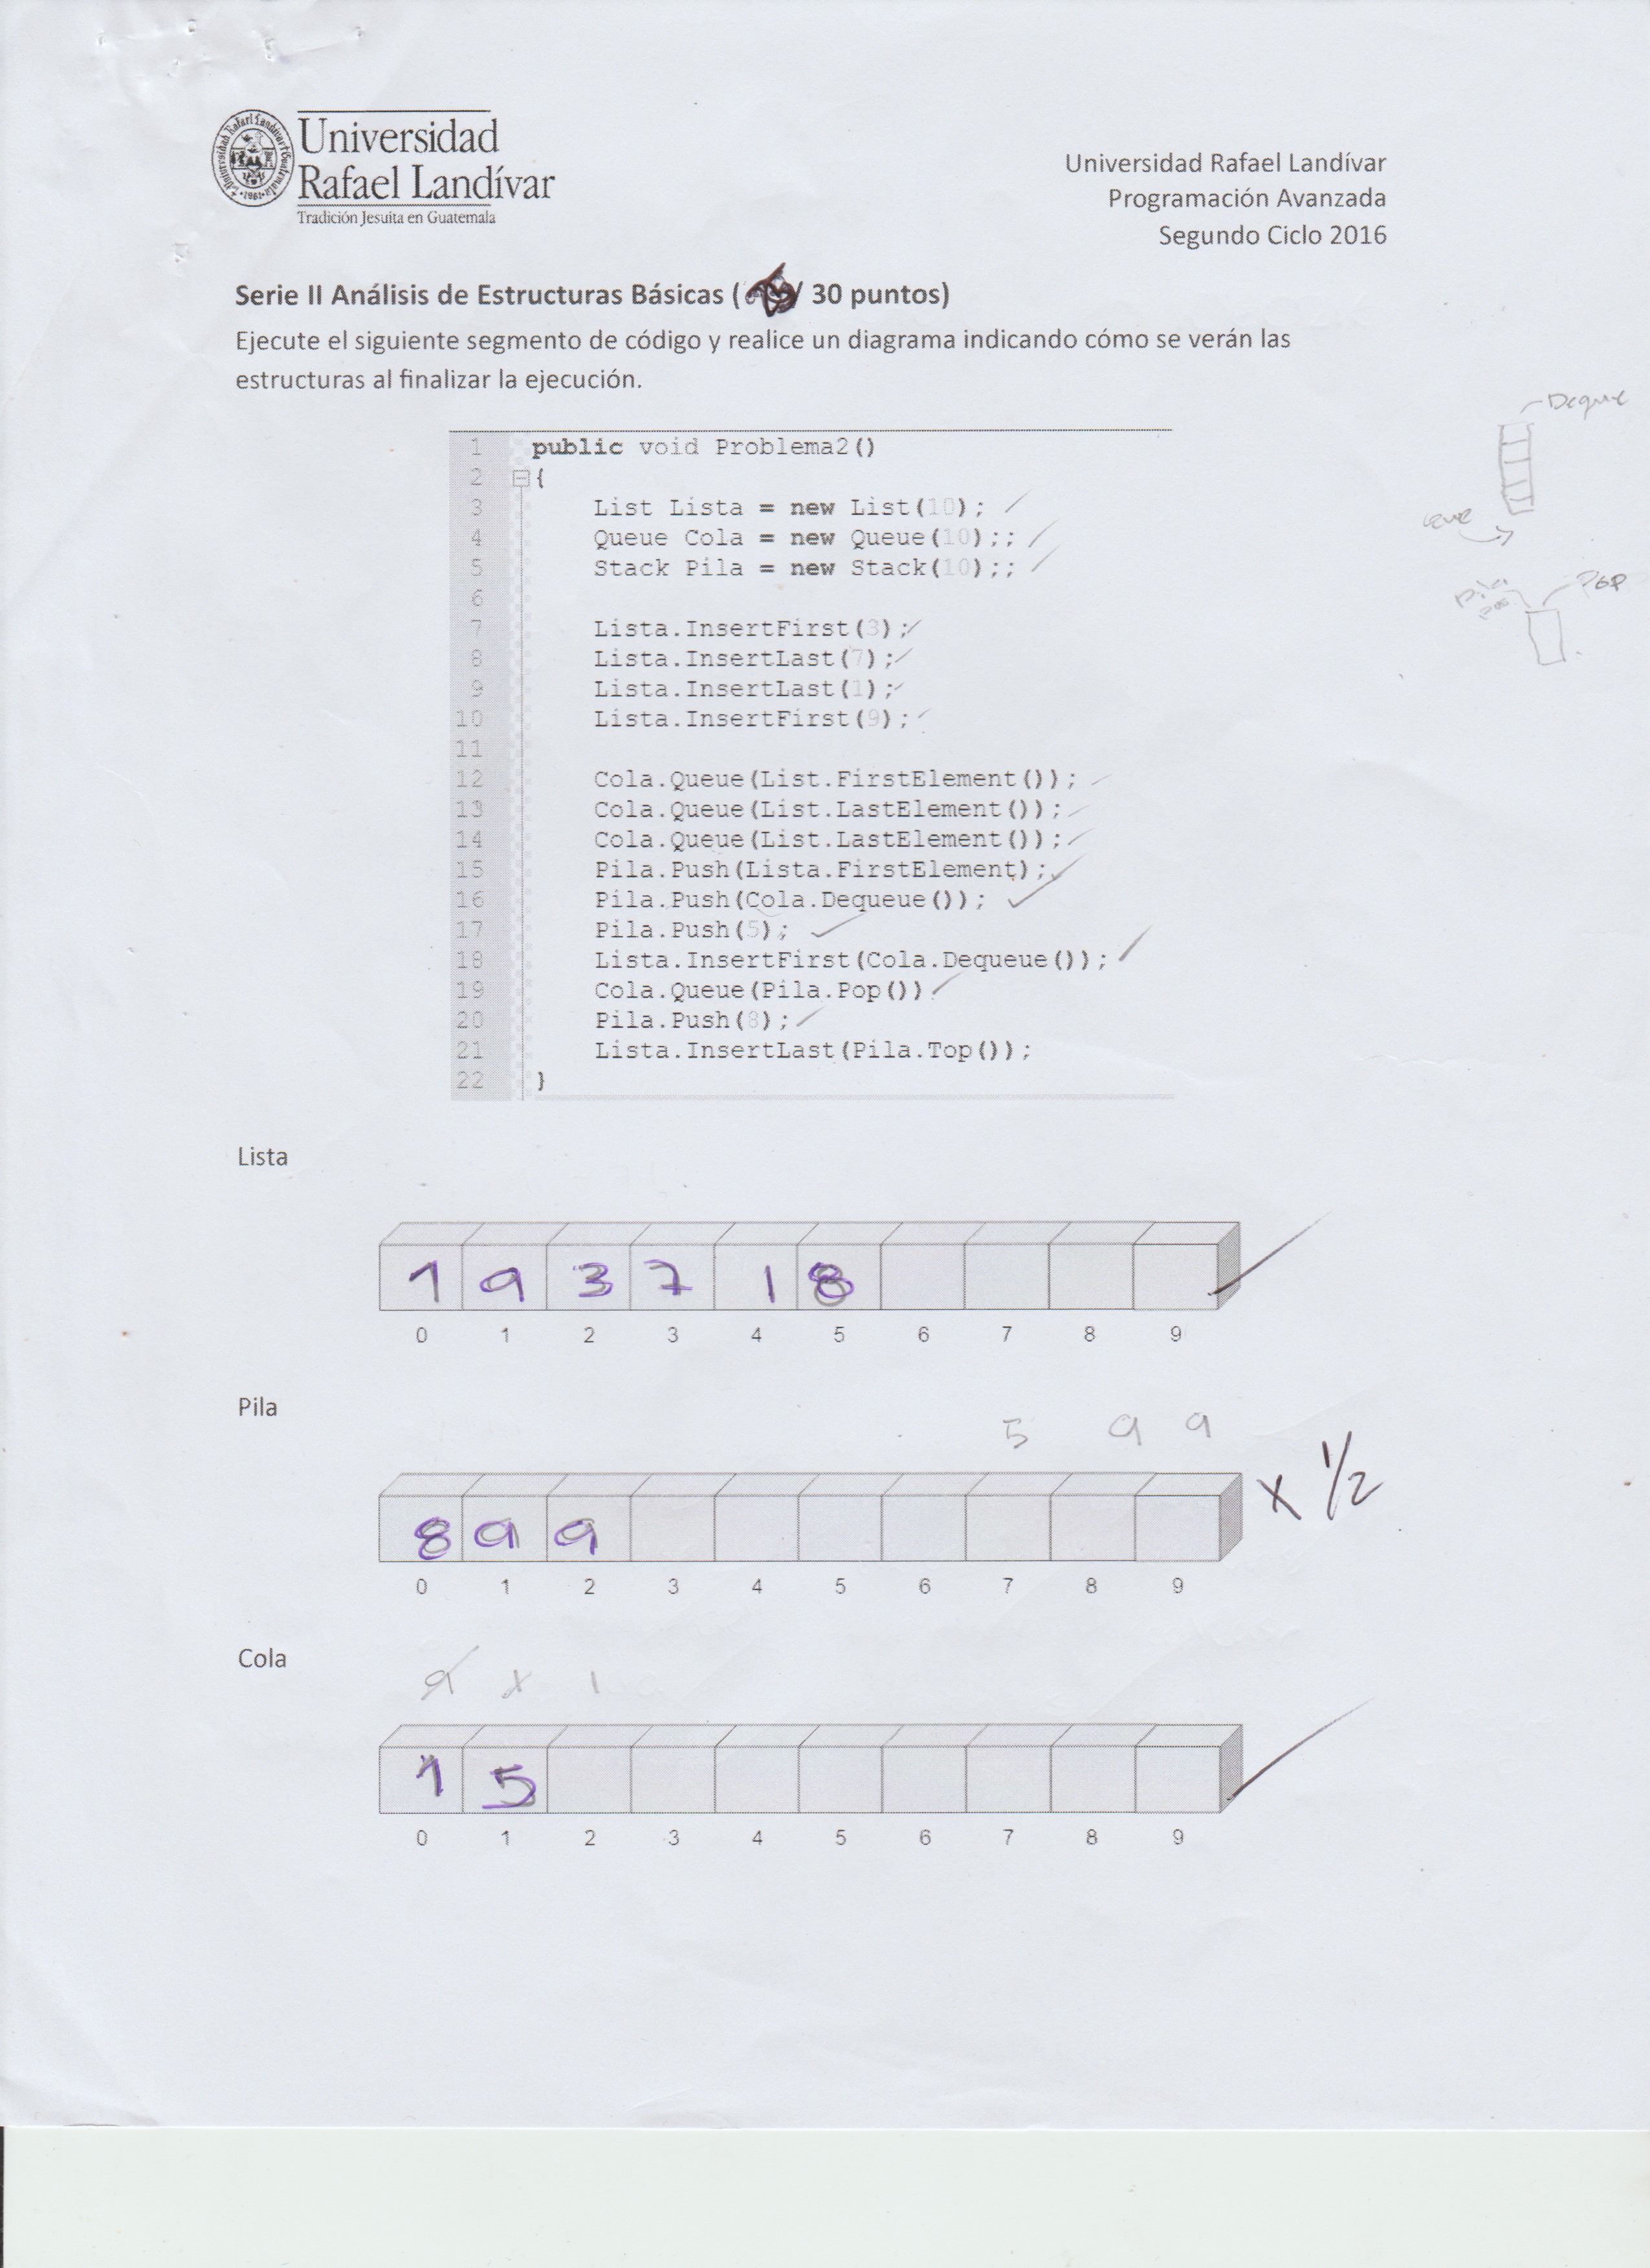 Universidad
Rafael Landívar
Tradición Jesuita en Guatemala
Universidad Rafael Landívar
Programación Avanzada
Segundo Ciclo 2016
Serie II Análisis de Estructuras Básicas ( / 30 puntos)
Ejecute el siguiente segmento de código y realice un diagrama indicando cómo se verán las
estructuras al finalizar la ejecución.
Deque
Pop
1 public void Problema2()
2 {
3 List Lista = new List(10);
4 Queue Cola = new Queue(10);;
5 Stack Pila = new Stack(10);;
6
7 Lista.InsertFirst(3);
8 Lista.InsertLast(7);
9 Lista.InsertLast(1);
10 Lista.InsertFirst(9);
11
12 Cola.Queue(List.FirstElement());
13 Cola.Queue(List.LastElement());
14 Cola.Queue(List.LastElement());
15 Pila.Push(Lista.FirstElement);
16 Pila.Push(Cola.Dequeue());
17 Pila.Push(5);
18 Lista.InsertFirst(Cola.Dequeue());
19 Cola.Queue(Pila.Pop())
20 Pila.Push(8);
21 Lista.InsertLast(Pila.Top());
22 }
Lista
1 9 3 7 1 8
0 1 2 3 4 5 6 7 8 9
Pila
5 9 9
x 1/2
8 9 9
0 1 2 3 4 5 6 7 8 9
Cola
9 1 1
1 5
0 1 2 3 4 5 6 7 8 9